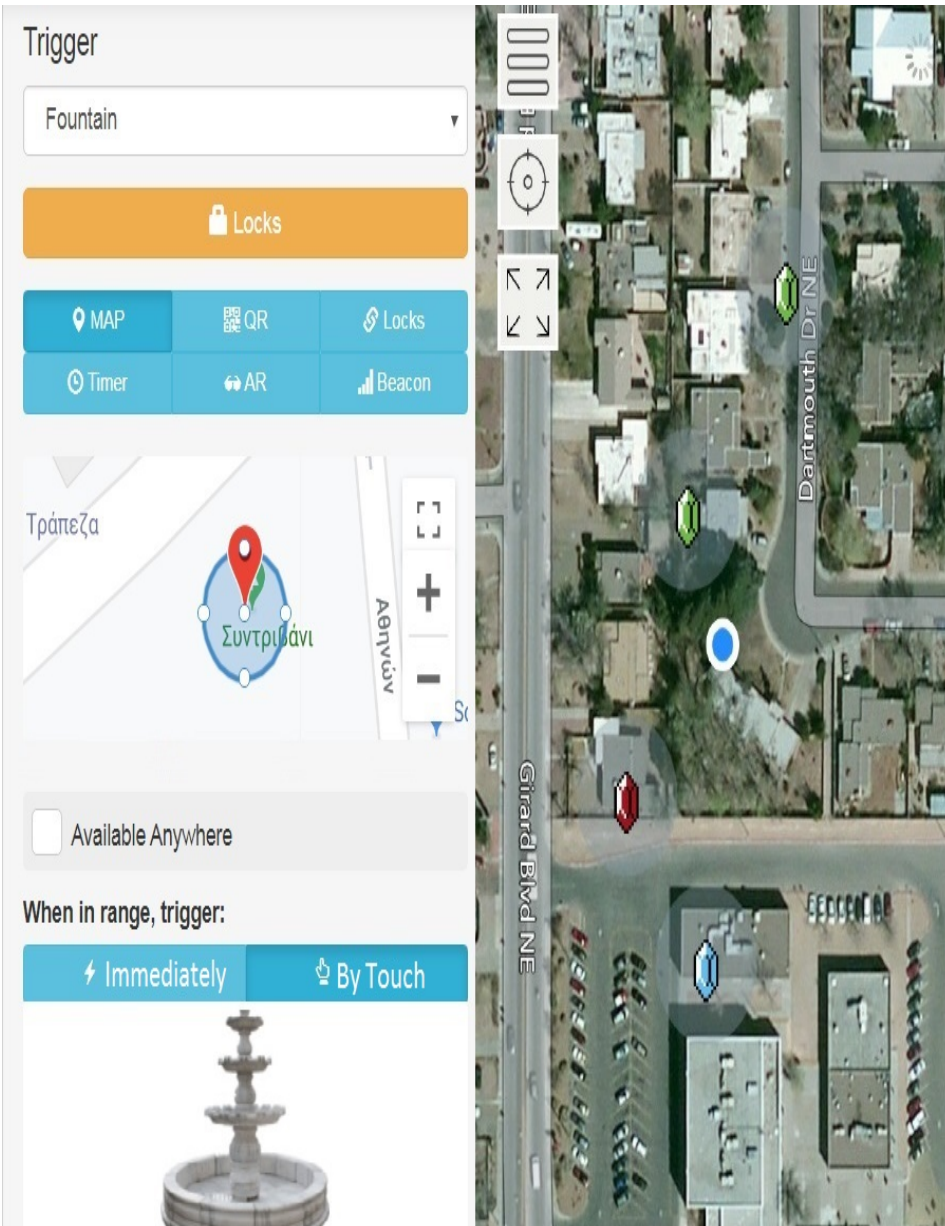 Trigger
Fountain
Locks
MAP
QR
Locks
Timer
AR
Beacon
Τράπεζα
Συντριβάνι
Αθηνών
Available Anywhere
When in range, trigger:
Immediately
By Touch
Dartmouth Dr NE
Girard Blvd NE